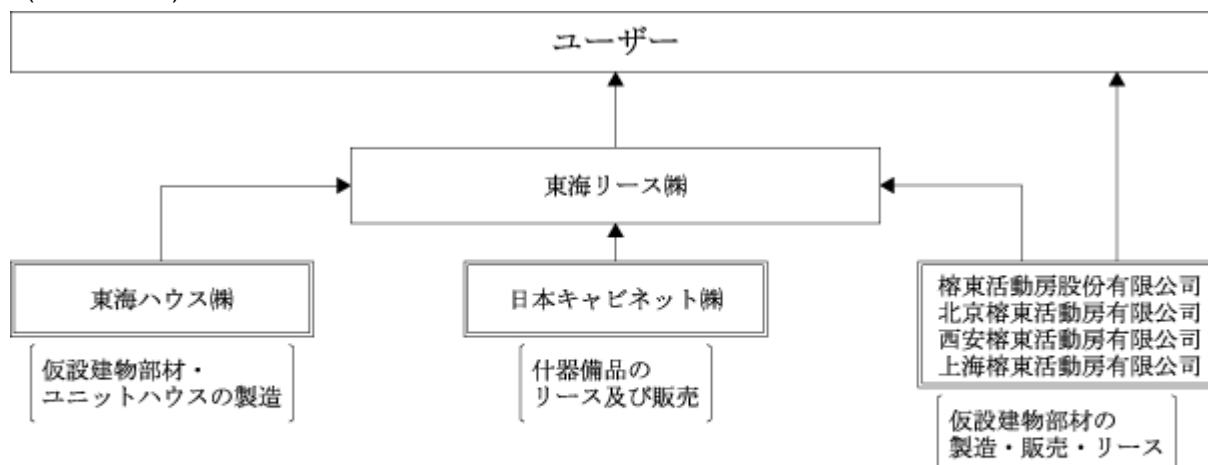 ユーザー
東海リース㈱
東海ハウス㈱
仮設建物部材・
ユニットハウスの製造
日本キャビネット㈱
什器備品の
リース及び販売
榕東活動房股份有限公司
北京榕東活動房有限公司
西安榕東活動房有限公司
上海榕東活動房有限公司
仮設建物部材の
製造・販売・リース